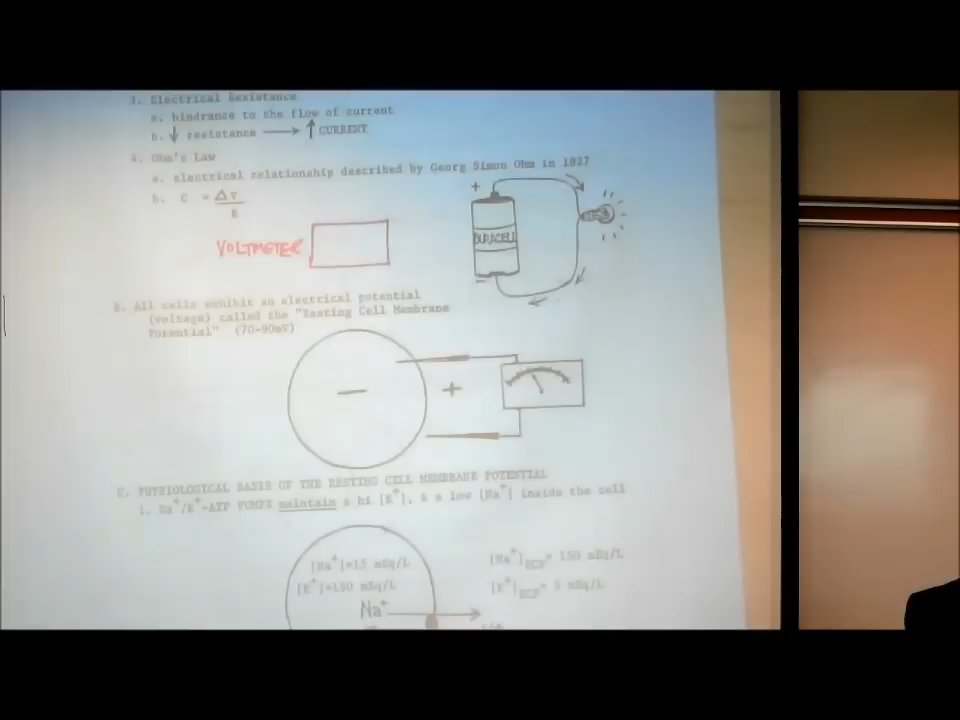 3. Electrical Resistance
a. hindrance to the flow of current
b. ↓ resistance → ↑ CURRENT
4. Ohm's Law
a. electrical relationship described by Georg Simon Ohm in 1827
b. C = ΔV
R
+
DURACELL
−
VOLTMETER
B. All cells exhibit an electrical potential
(voltage) called the "Resting Cell Membrane
Potential" (70-90mV)
− +
C. PHYSIOLOGICAL BASIS OF THE RESTING CELL MEMBRANE POTENTIAL
1. Na+/K+-ATP PUMPS maintain a hi [K+], & a low [Na+] inside the cell
[Na+]=15 mEq/L [Na+]ECF= 150 mEq/L
[K+]=150 mEq/L [K+]ECF= 5 mEq/L
Na+